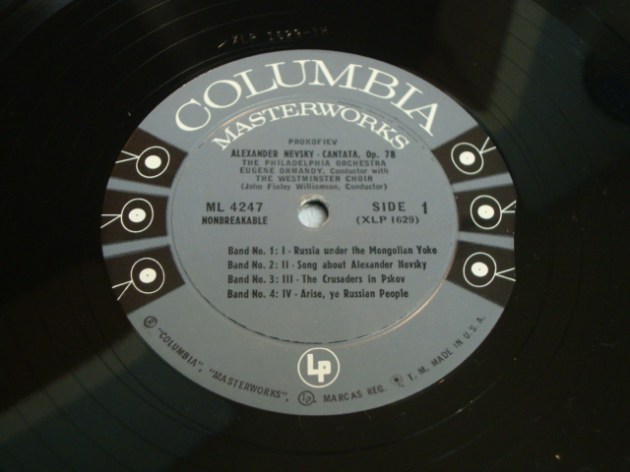 COLUMBIA
MASTERWORKS
PROKOFIEV
ALEXANDER NEVSKY - CANTATA, Op. 78
THE PHILADELPHIA ORCHESTRA
EUGENE ORMANDY, Conductor with
THE WESTMINSTER CHOIR
(John Finley Williamson, Conductor)
ML 4247
SIDE 1
NONBREAKABLE
(XLP 1629)
Band No. 1: I - Russia under the Mongolian Yoke
Band No. 2: II - Song about Alexander Nevsky
Band No. 3: III - The Crusaders in Pskov
Band No. 4: IV - Arise, ye Russian People
LP
"COLUMBIA", "MASTERWORKS", MARCAS REG. T. M. MADE IN U.S.A.